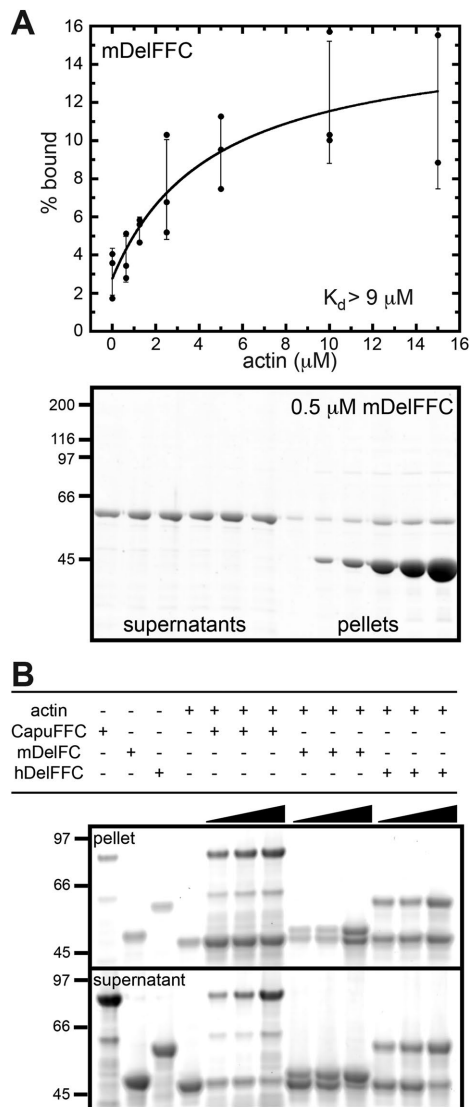 A
mDelFFC
16
14
12
10
8
6
4
2
0
% bound
Kd > 9 μM
0 2 4 6 8 10 12 14 16
actin (μM)
0.5 μM mDelFFC
200
116
97
66
45
supernatants pellets
B
actin - - - + + + + + + + + + +
CapuFFC + - - - + + + - - - - - -
mDelFC - + - - - - - + + + - - -
hDelFFC - - + - - - - - - - + + +
pellet
97
66
45
supernatant
97
66
45